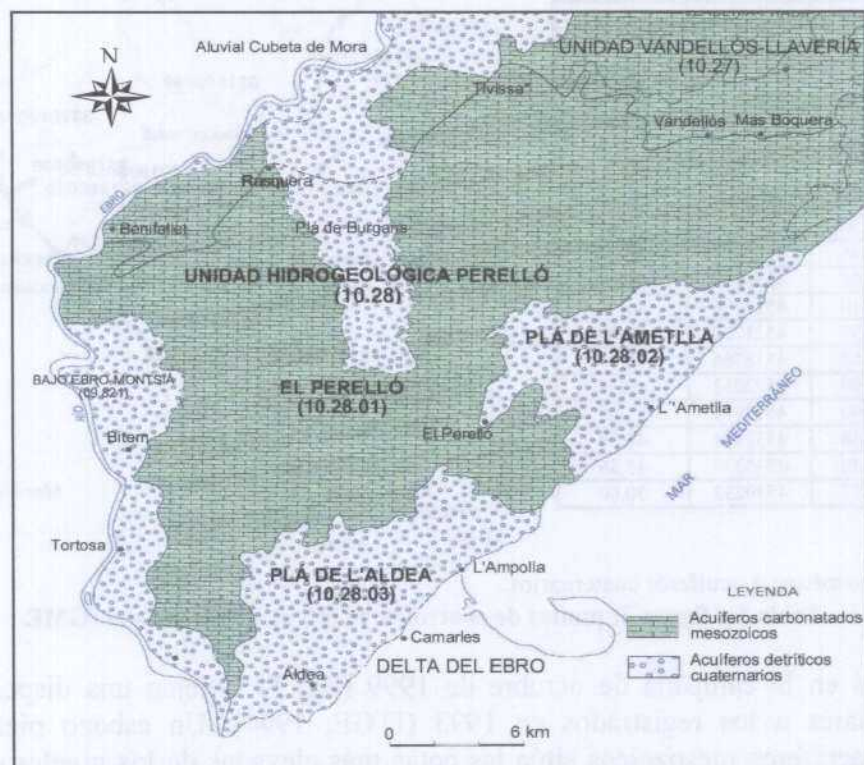 Aluvial Cubeta de Mora
UNIDAD VANDELLÓS-LLAVERÍA
(10.27)
N
Tivissa
Vandellós
Mas Boquera
Rasquera
EBRO
Benifallet
Plá de Burgans
UNIDAD HIDROGEOLÓGICA PERELLÓ
(10.28)
PLÁ DE L'AMETLLA
(10.28.02)
BAJO EBRO-MONTSIÁ
EL PERELLÓ
(10.28.01)
L'Ametlla
MAR MEDITERRÁNEO
Bitem
El Perelló
RIO
Tortosa
PLÁ DE L'ALDEA
(10.28.03)
L'Ampolla
LEYENDA
Acuíferos carbonatados
mesozoicos
Camarles
DELTA DEL EBRO
Acuíferos detríticos
cuaternarios
Aldea
0 6 km